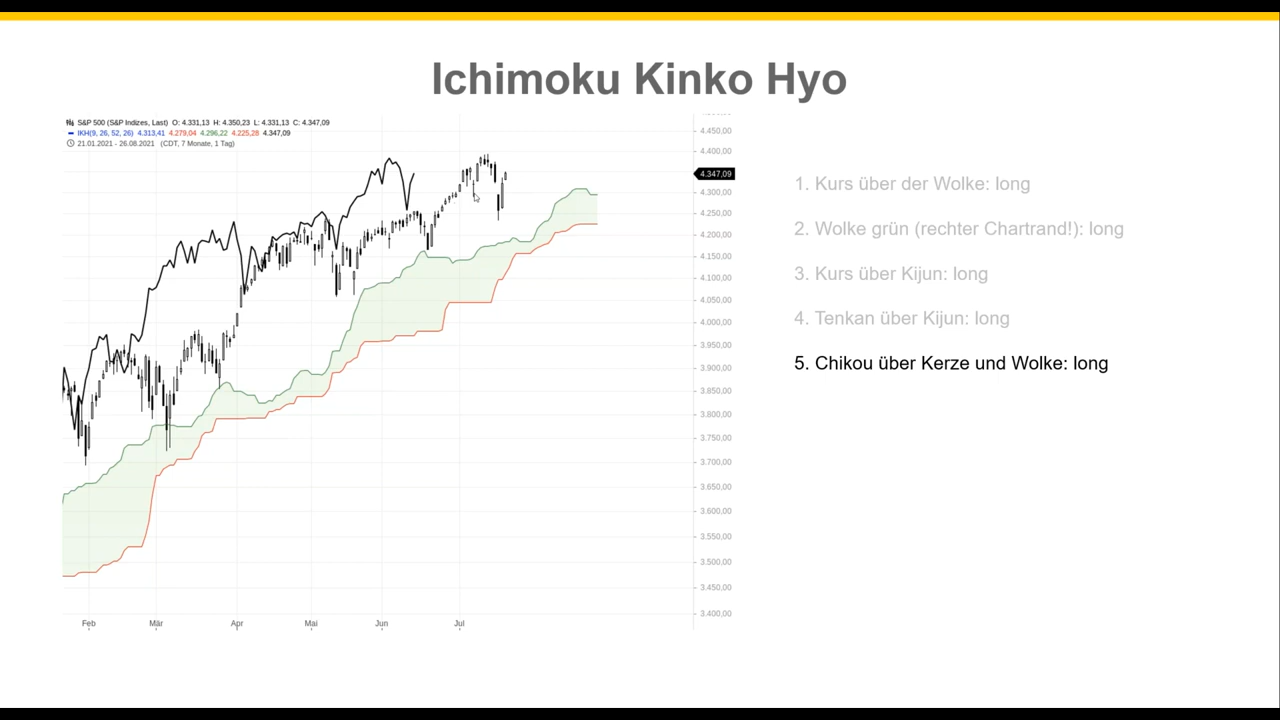 Ichimoku Kinko Hyo
S&P 500 (S&P Indizes, Last) O: 4.331,13 H: 4.350,23 L: 4.331,13 C: 4.347,09
IKH(9, 26, 52, 26) 4.313,41 4.279,04 4.296,22 4.225,28 4.347,09
21.01.2021 - 26.08.2021 (CDT, 7 Monate, 1 Tag)
4.450,00
4.400,00
4.347,09
4.300,00
4.250,00
4.200,00
4.150,00
4.100,00
4.050,00
4.000,00
3.950,00
3.900,00
3.850,00
3.800,00
3.750,00
3.700,00
3.650,00
3.600,00
3.550,00
3.500,00
3.450,00
3.400,00
Feb Mär Apr Mai Jun Jul
1. Kurs über der Wolke: long
2. Wolke grün (rechter Chartrand!): long
3. Kurs über Kijun: long
4. Tenkan über Kijun: long
5. Chikou über Kerze und Wolke: long